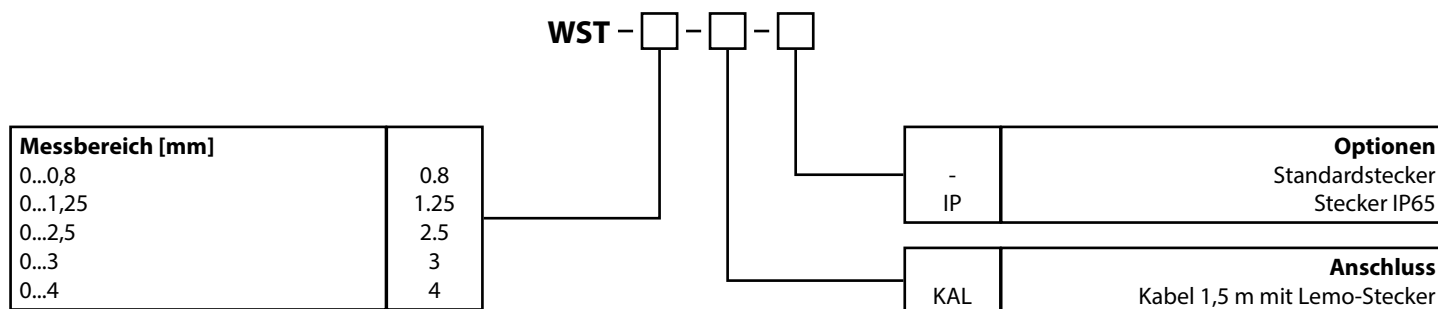 WST – □ – □ – □
Messbereich [mm]
0...0,8 0.8
0...1,25 1.25
0...2,5 2.5
0...3 3
0...4 4
Optionen
- Standardstecker
IP Stecker IP65
Anschluss
KAL Kabel 1,5 m mit Lemo-Stecker